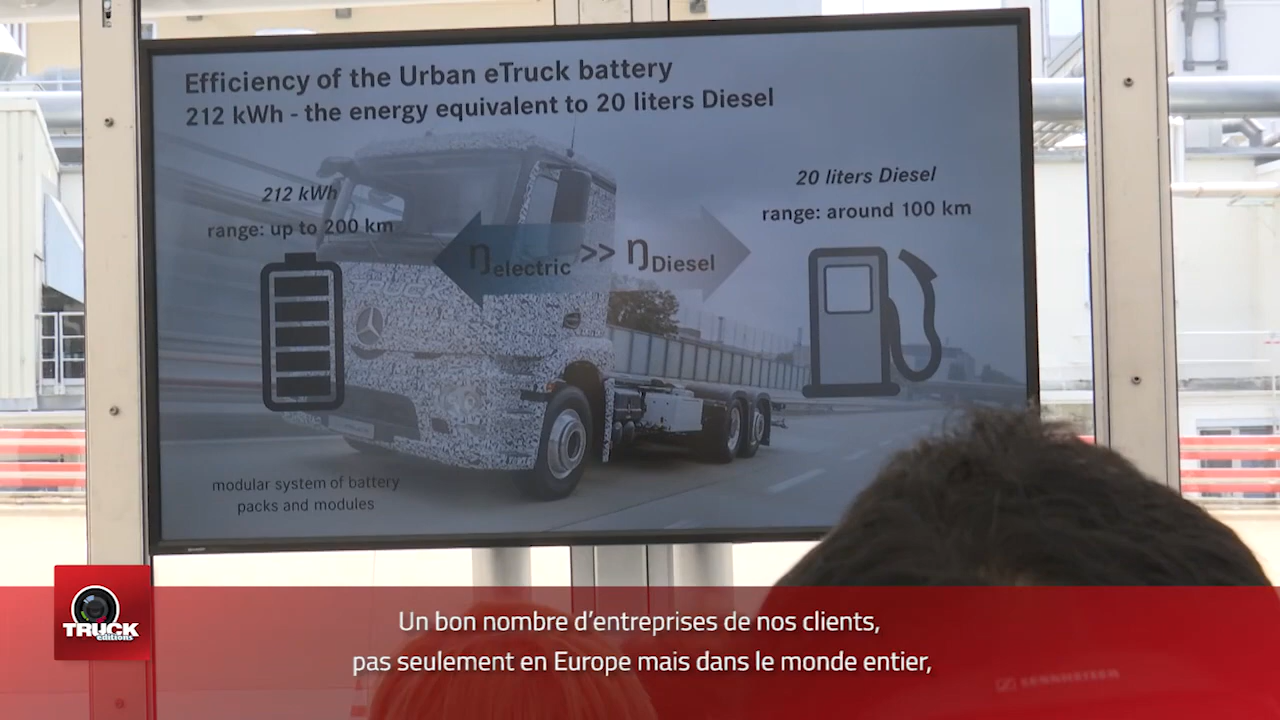 Efficiency of the Urban eTruck battery
212 kWh - the energy equivalent to 20 liters Diesel
212 kWh
range: up to 200 km
20 liters Diesel
range: around 100 km
ηelectric >> ηDiesel
modular system of battery
packs and modules
TRUCK
editions
Un bon nombre d’entreprises de nos clients,
pas seulement en Europe mais dans le monde entier,
SENNHEISER